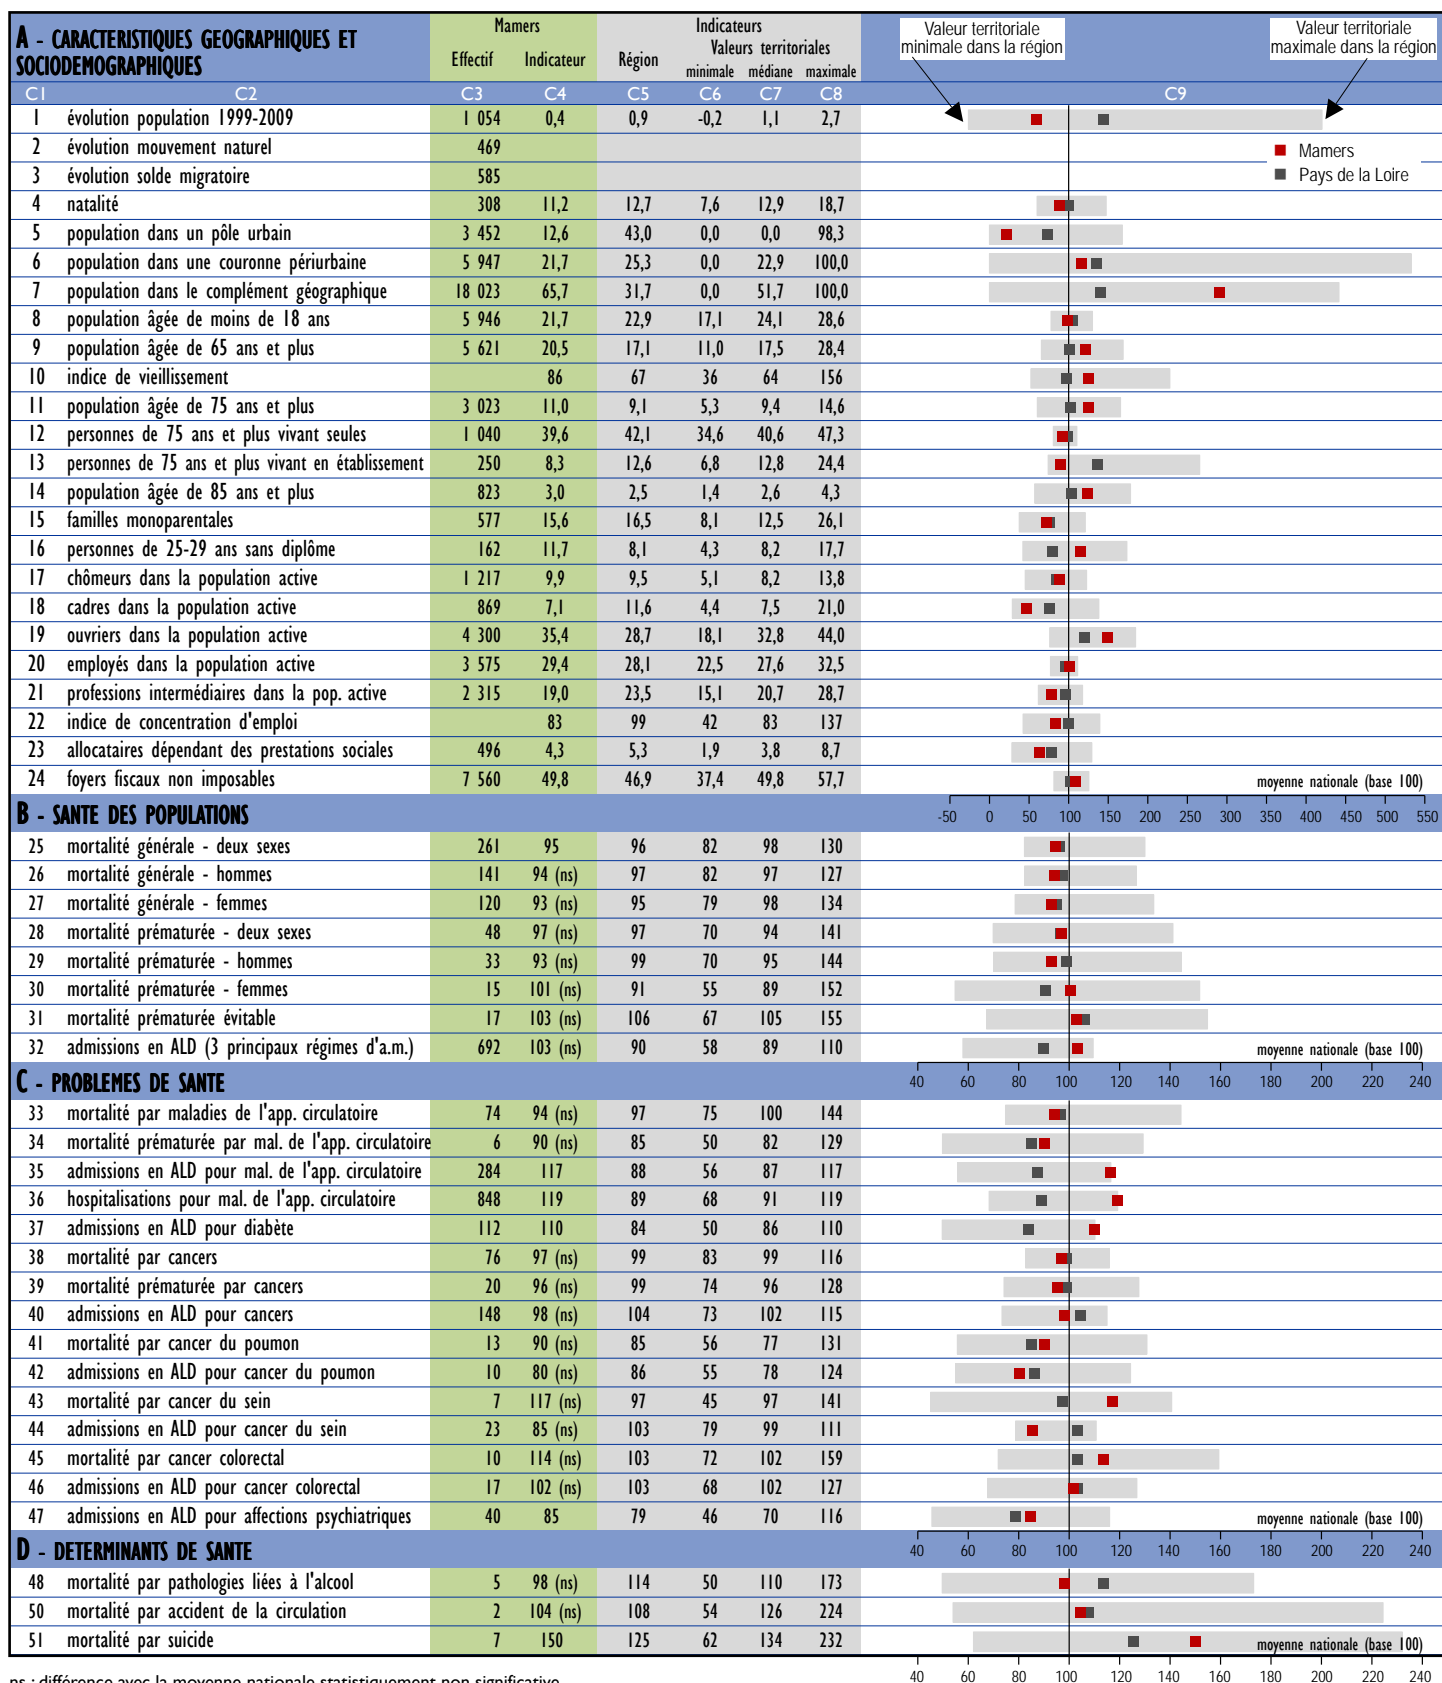 A - CARACTERISTIQUES GEOGRAPHIQUES ET SOCIODEMOGRAPHIQUES
Mamers Indicateurs
Effectif Indicateur Région Valeurs territoriales
minimale médiane maximale
Valeur territoriale minimale dans la région
Valeur territoriale maximale dans la région
C1 C2 C3 C4 C5 C6 C7 C8 C9
1 évolution population 1999-2009 1 054 0,4 0,9 -0,2 1,1 2,7
2 évolution mouvement naturel 469
Mamers
3 évolution solde migratoire 585
Pays de la Loire
4 natalité 308 11,2 12,7 7,6 12,9 18,7
5 population dans un pôle urbain 3 452 12,6 43,0 0,0 0,0 98,3
6 population dans une couronne périurbaine 5 947 21,7 25,3 0,0 22,9 100,0
7 population dans le complément géographique 18 023 65,7 31,7 0,0 51,7 100,0
8 population âgée de moins de 18 ans 5 946 21,7 22,9 17,1 24,1 28,6
9 population âgée de 65 ans et plus 5 621 20,5 17,1 11,0 17,5 28,4
10 indice de vieillissement 86 67 36 64 156
11 population âgée de 75 ans et plus 3 023 11,0 9,1 5,3 9,4 14,6
12 personnes de 75 ans et plus vivant seules 1 040 39,6 42,1 34,6 40,6 47,3
13 personnes de 75 ans et plus vivant en établissement 250 8,3 12,6 6,8 12,8 24,4
14 population âgée de 85 ans et plus 823 3,0 2,5 1,4 2,6 4,3
15 familles monoparentales 577 15,6 16,5 8,1 12,5 26,1
16 personnes de 25-29 ans sans diplôme 162 11,7 8,1 4,3 8,2 17,7
17 chômeurs dans la population active 1 217 9,9 9,5 5,1 8,2 13,8
18 cadres dans la population active 869 7,1 11,6 4,4 7,5 21,0
19 ouvriers dans la population active 4 300 35,4 28,7 18,1 32,8 44,0
20 employés dans la population active 3 575 29,4 28,1 22,5 27,6 32,5
21 professions intermédiaires dans la pop. active 2 315 19,0 23,5 15,1 20,7 28,7
22 indice de concentration d'emploi 83 99 42 83 137
23 allocataires dépendant des prestations sociales 496 4,3 5,3 1,9 3,8 8,7
24 foyers fiscaux non imposables 7 560 49,8 46,9 37,4 49,8 57,7 moyenne nationale (base 100)
B - SANTE DES POPULATIONS -50 0 50 100 150 200 250 300 350 400 450 500 550
25 mortalité générale - deux sexes 261 95 96 82 98 130
26 mortalité générale - hommes 141 94 (ns) 97 82 97 127
27 mortalité générale - femmes 120 93 (ns) 95 79 98 134
28 mortalité prématurée - deux sexes 48 97 (ns) 97 70 94 141
29 mortalité prématurée - hommes 33 93 (ns) 99 70 95 144
30 mortalité prématurée - femmes 15 101 (ns) 91 55 89 152
31 mortalité prématurée évitable 17 103 (ns) 106 67 105 155
32 admissions en ALD (3 principaux régimes d'a.m.) 692 103 (ns) 90 58 89 110 moyenne nationale (base 100)
C - PROBLEMES DE SANTE 40 60 80 100 120 140 160 180 200 220 240
33 mortalité par maladies de l'app. circulatoire 74 94 (ns) 97 75 100 144
34 mortalité prématurée par mal. de l'app. circulatoire 6 90 (ns) 85 50 82 129
35 admissions en ALD pour mal. de l'app. circulatoire 284 117 88 56 87 117
36 hospitalisations pour mal. de l'app. circulatoire 848 119 89 68 91 119
37 admissions en ALD pour diabète 112 110 84 50 86 110
38 mortalité par cancers 76 97 (ns) 99 83 99 116
39 mortalité prématurée par cancers 20 96 (ns) 99 74 96 128
40 admissions en ALD pour cancers 148 98 (ns) 104 73 102 115
41 mortalité par cancer du poumon 13 90 (ns) 85 56 77 131
42 admissions en ALD pour cancer du poumon 10 80 (ns) 86 55 78 124
43 mortalité par cancer du sein 7 117 (ns) 97 45 97 141
44 admissions en ALD pour cancer du sein 23 85 (ns) 103 79 99 111
45 mortalité par cancer colorectal 10 114 (ns) 103 72 102 159
46 admissions en ALD pour cancer colorectal 17 102 (ns) 103 68 102 127
47 admissions en ALD pour affections psychiatriques 40 85 79 46 70 116 moyenne nationale (base 100)
D - DETERMINANTS DE SANTE 40 60 80 100 120 140 160 180 200 220 240
48 mortalité par pathologies liées à l'alcool 5 98 (ns) 114 50 110 173
50 mortalité par accident de la circulation 2 104 (ns) 108 54 126 224
51 mortalité par suicide 7 150 125 62 134 232 moyenne nationale (base 100)
40 60 80 100 120 140 160 180 200 220 240
ns : différence avec la moyenne nationale statistiquement non significative